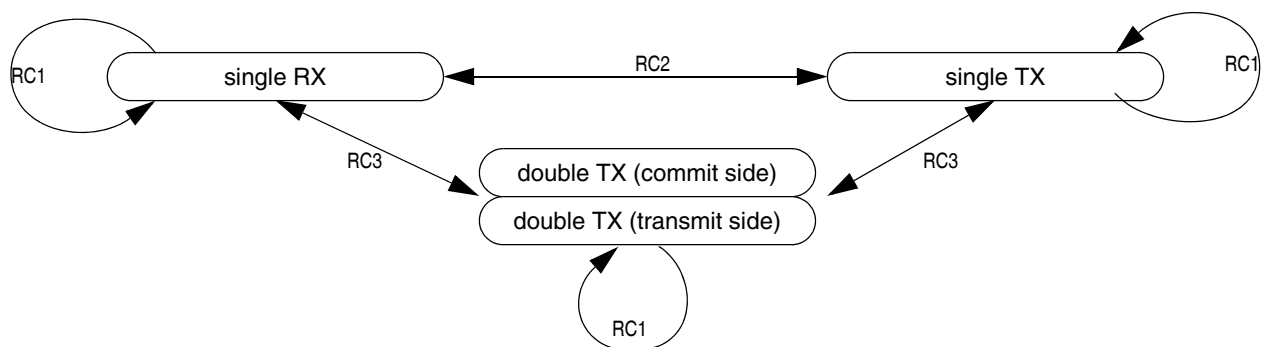 RC1
single RX
RC2
single TX
RC1
RC3
RC3
double TX (commit side)
double TX (transmit side)
RC1